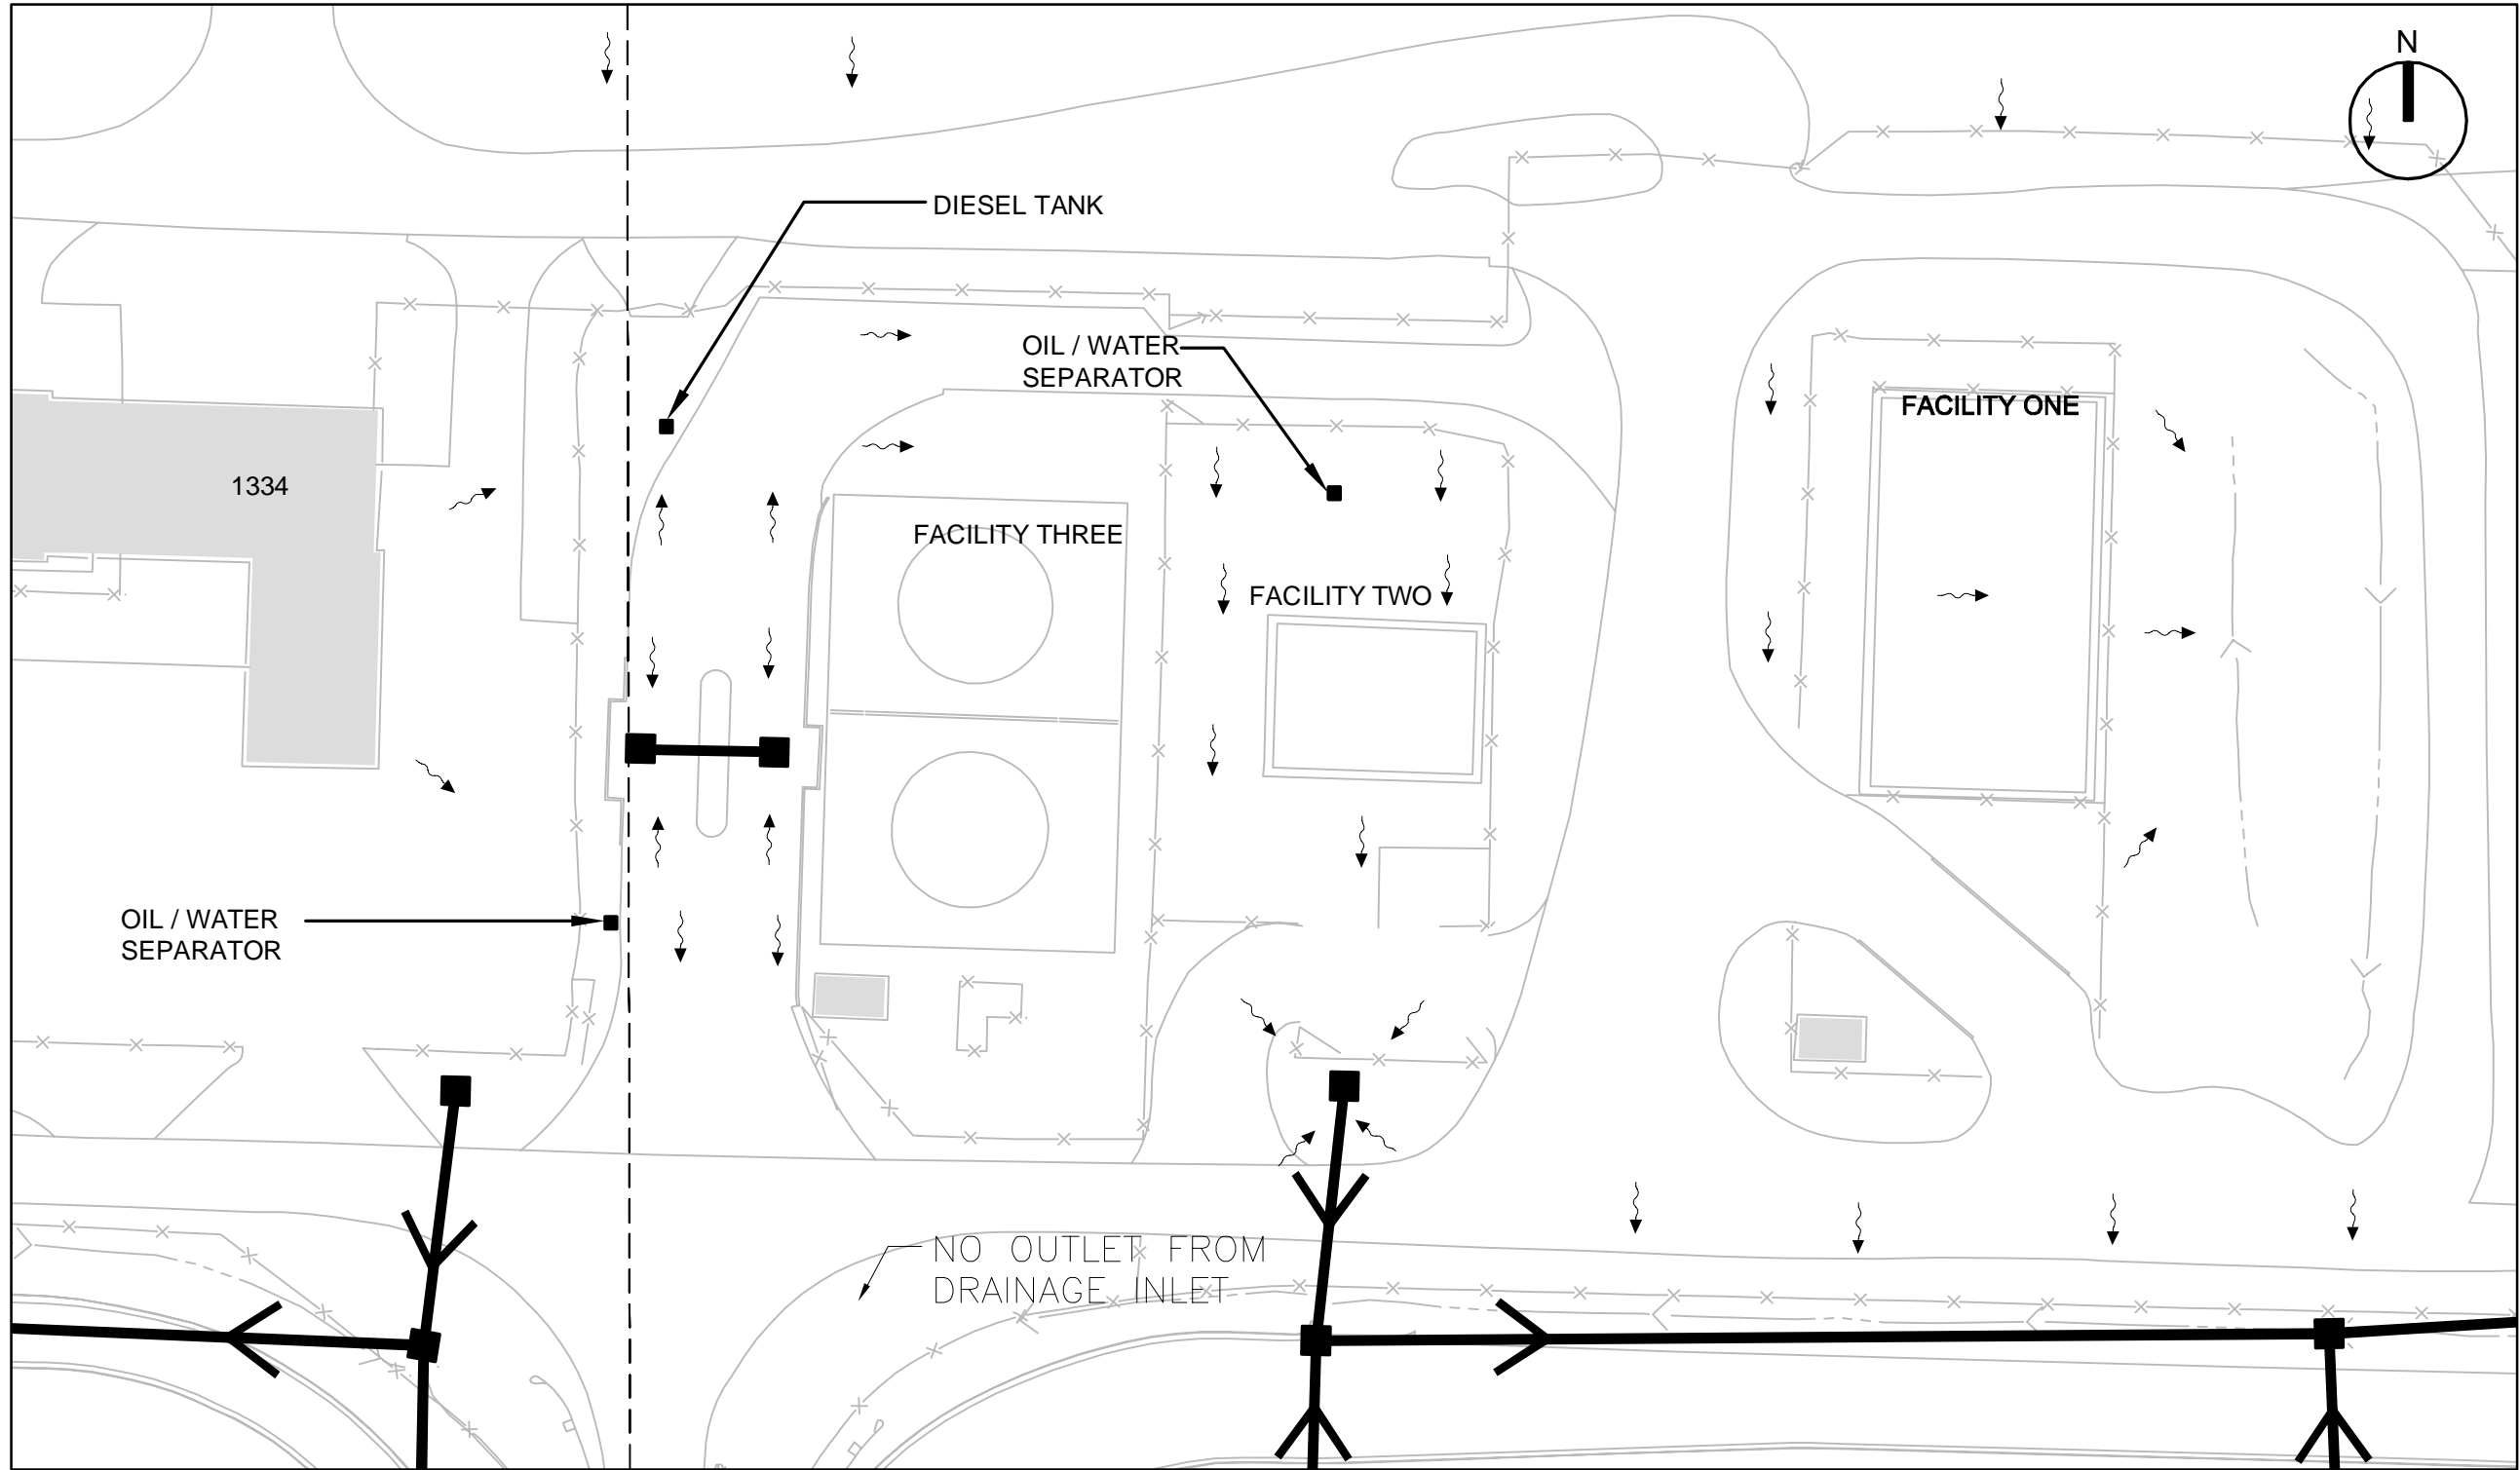 N
DIESEL TANK
OIL / WATER
SEPARATOR
FACILITY ONE
1334
FACILITY THREE
FACILITY TWO
OIL / WATER
SEPARATOR
NO OUTLET FROM
DRAINAGE INLET